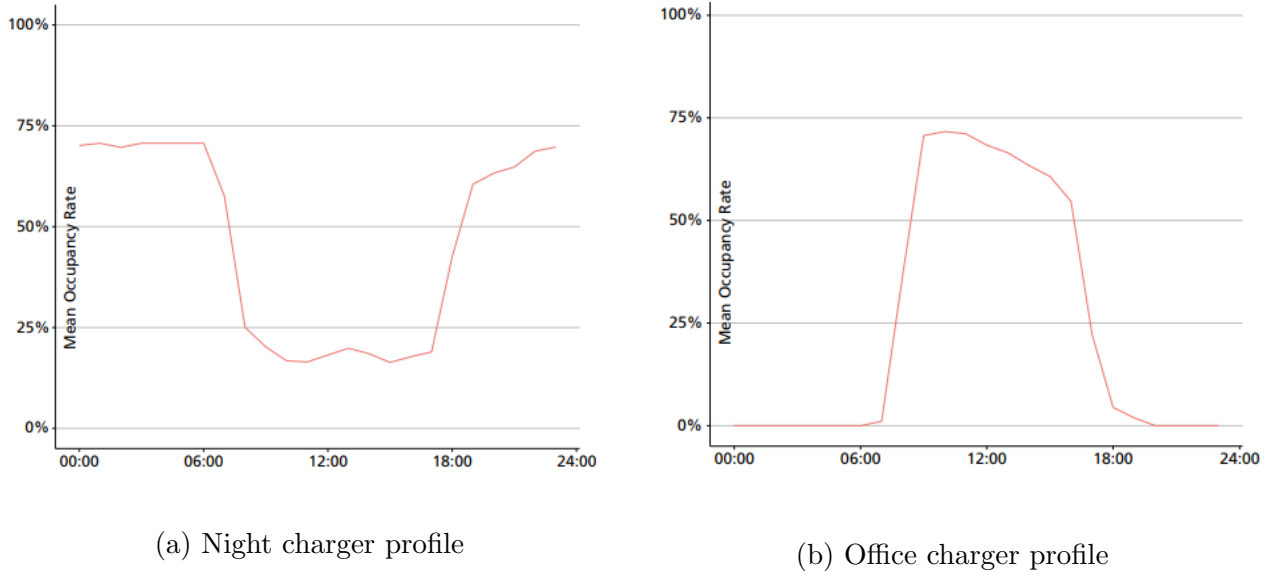 100%
75%
50%
25%
0%
Mean Occupancy Rate
00:00 06:00 12:00 18:00 24:00
(a) Night charger profile
100%
75%
50%
25%
0%
Mean Occupancy Rate
00:00 06:00 12:00 18:00 24:00
(b) Office charger profile